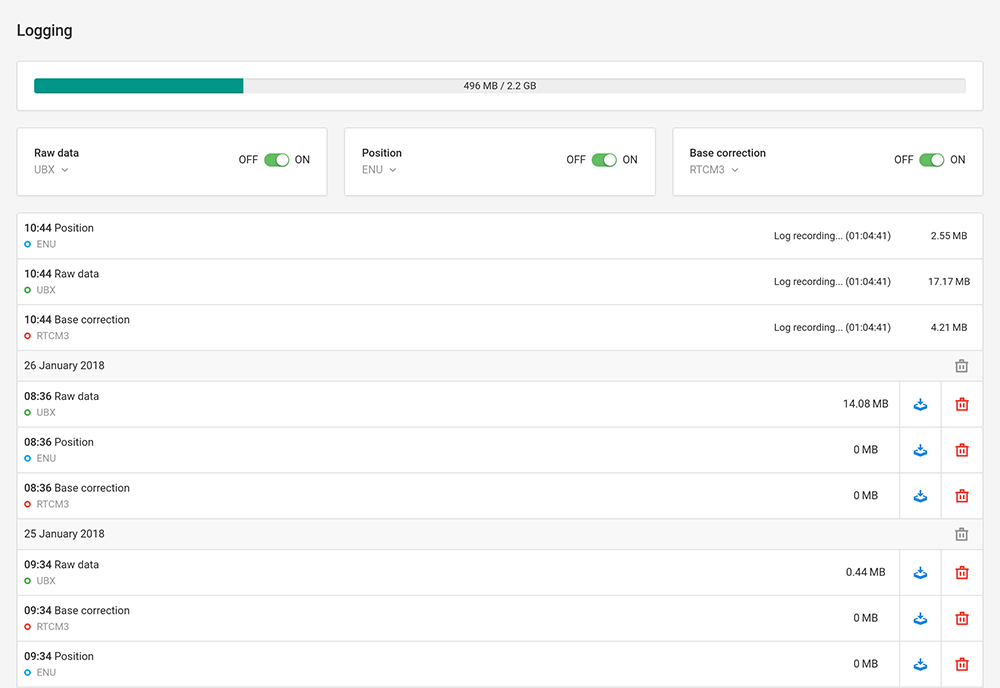 Logging
496 MB / 2.2 GB
Raw data
UBX
OFF ON
Position
ENU
OFF ON
Base correction
RTCM3
OFF ON
10:44 Position
ENU
Log recording... (01:04:41) 2.55 MB
10:44 Raw data
UBX
Log recording... (01:04:41) 17.17 MB
10:44 Base correction
RTCM3
Log recording... (01:04:41) 4.21 MB
26 January 2018
08:36 Raw data
UBX
14.08 MB
08:36 Position
ENU
0 MB
08:36 Base correction
RTCM3
0 MB
25 January 2018
09:34 Raw data
UBX
0.44 MB
09:34 Base correction
RTCM3
0 MB
09:34 Position
ENU
0 MB